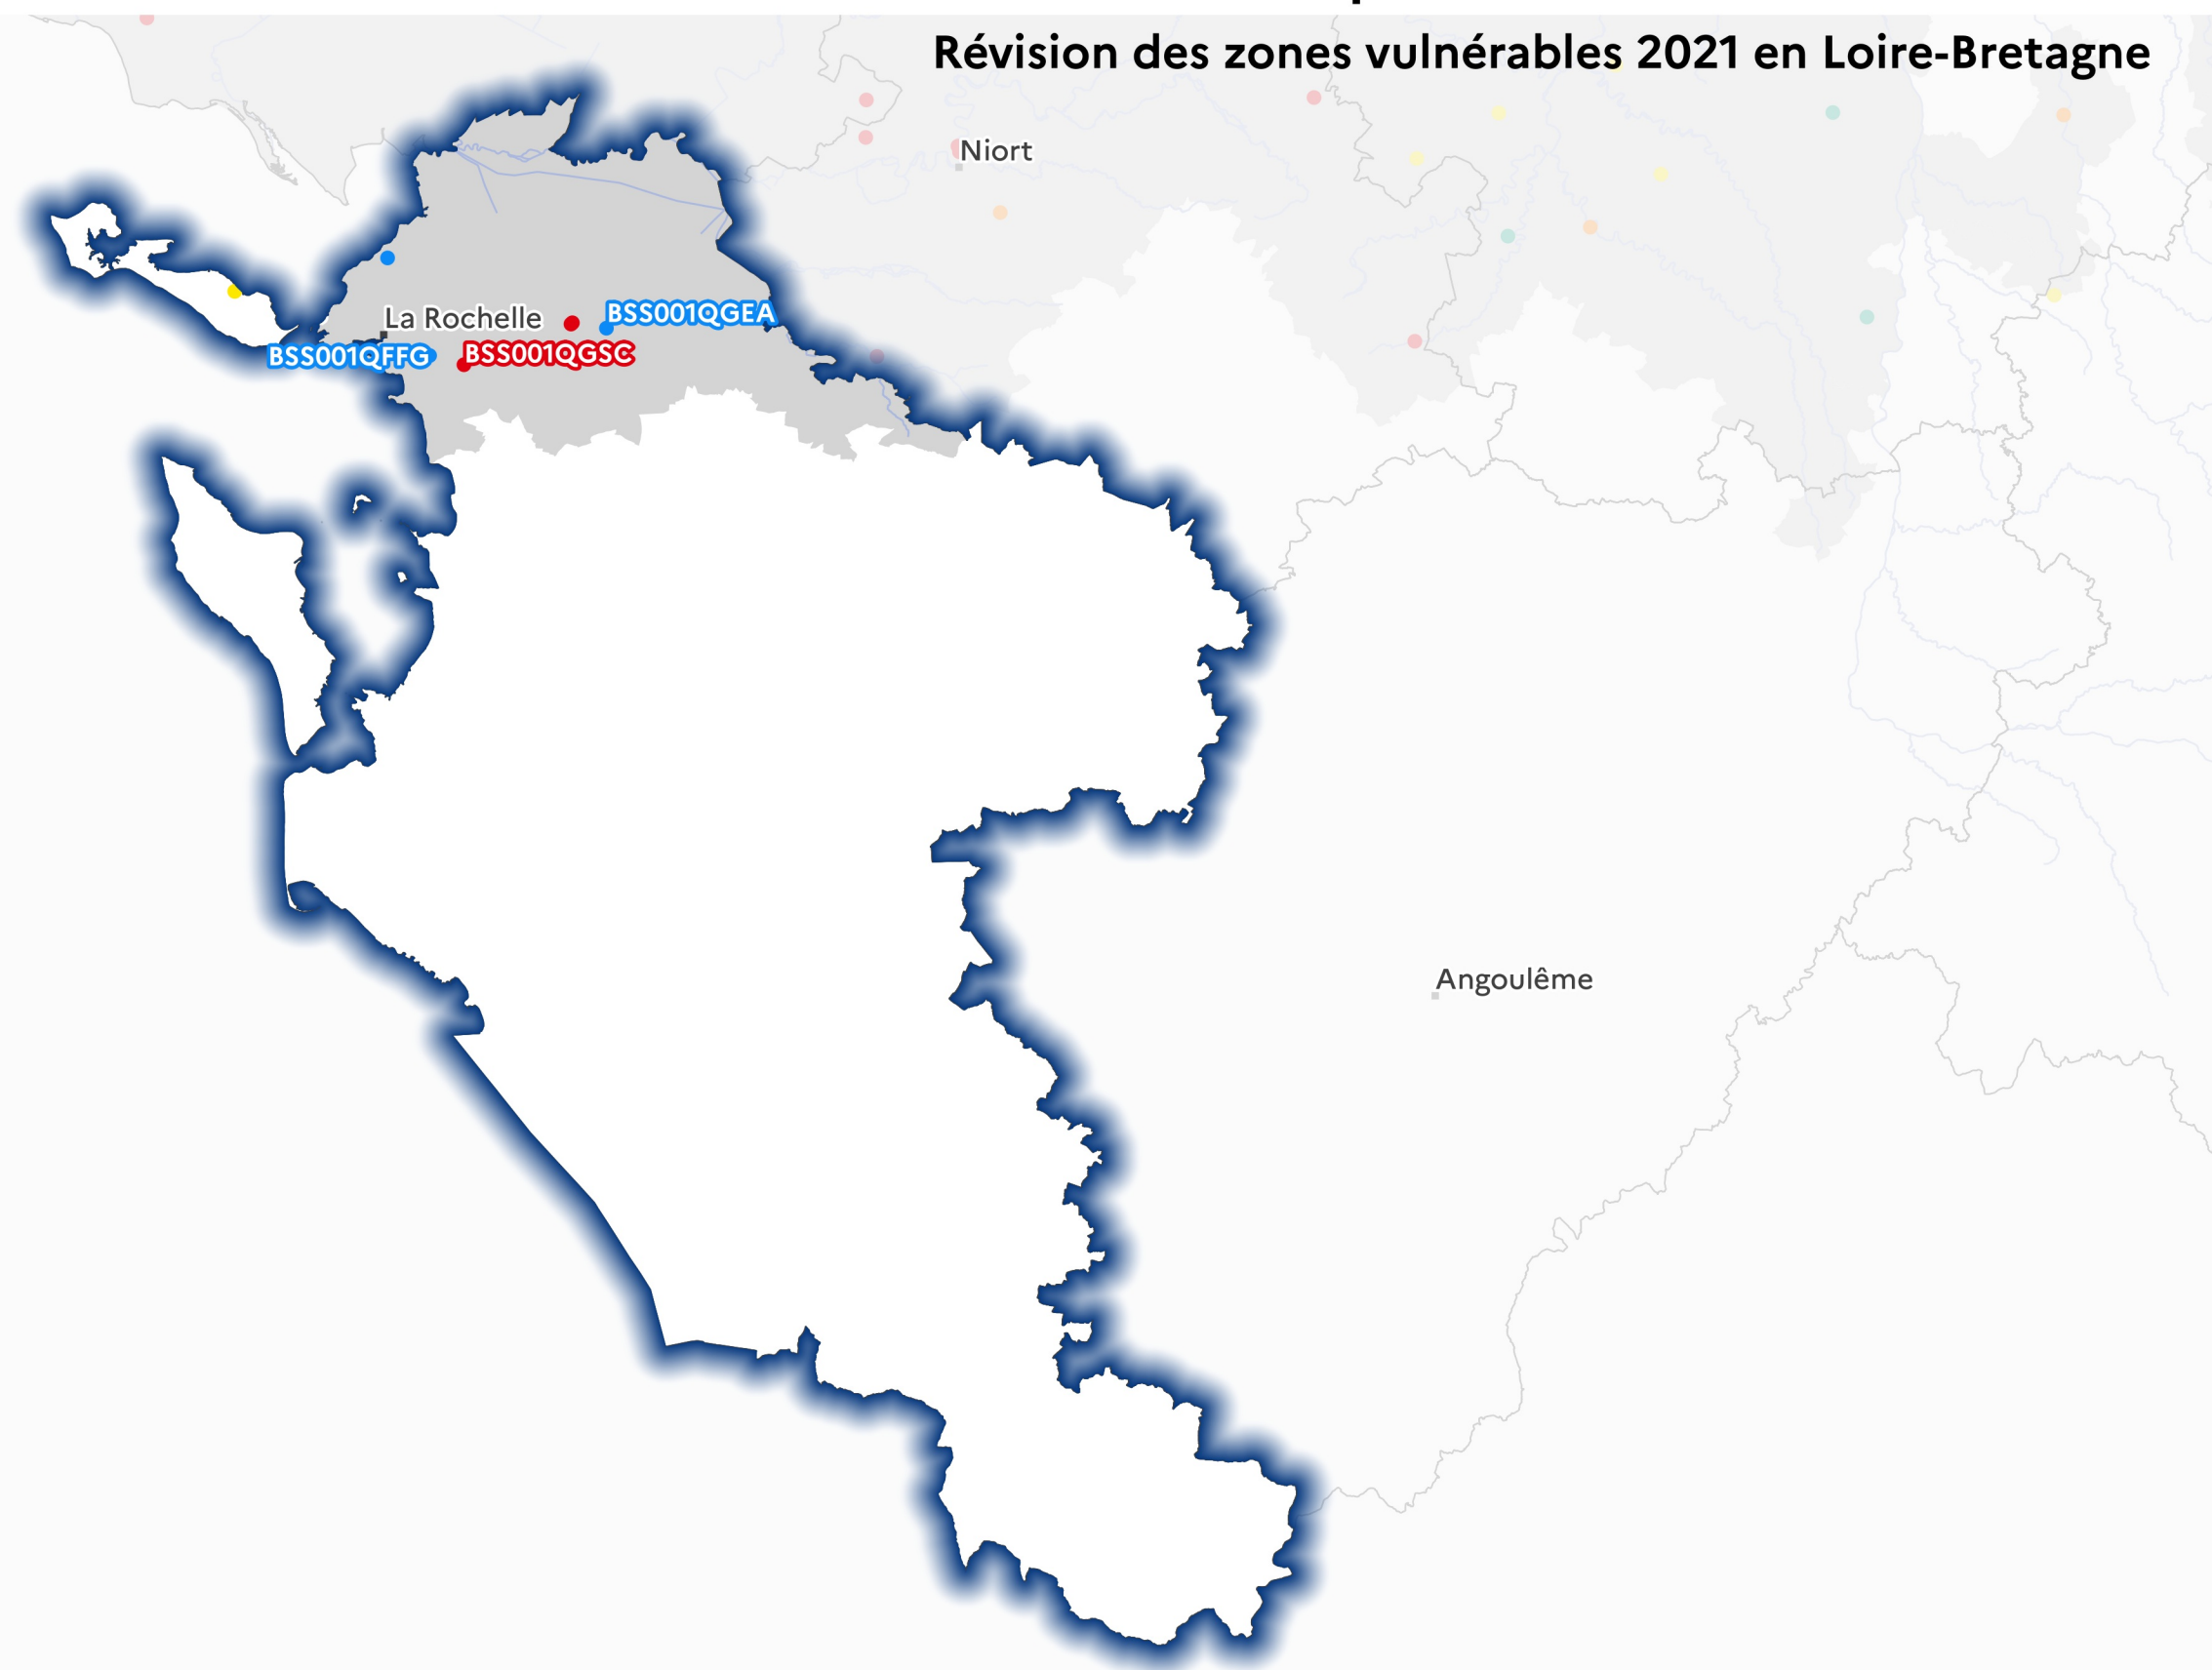 Révision des zones vulnérables 2021 en Loire-Bretagne
Niort
La Rochelle
BSS001QGEA
BSS001QFFG
BSS001QGSC
Angoulême